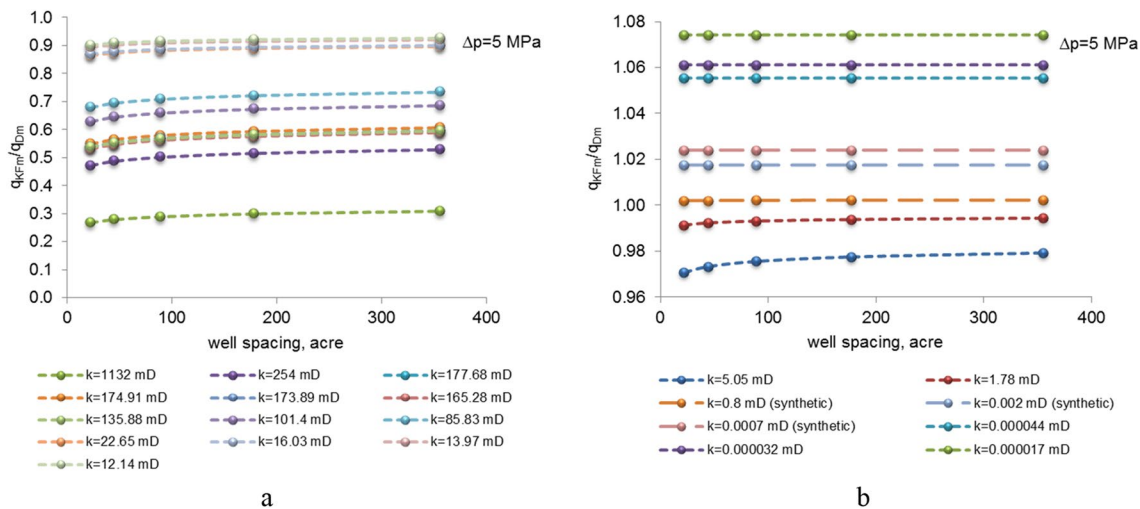 1.0
0.9
0.8
0.7
0.6
0.5
0.4
0.3
0.2
0.1
0.0
qKFm/qDm
Δp=5 MPa
0 100 200 300 400
well spacing, acre
k=1132 mD k=254 mD k=177.68 mD
k=174.91 mD k=173.89 mD k=165.28 mD
k=135.88 mD k=101.4 mD k=85.83 mD
k=22.65 mD k=16.03 mD k=13.97 mD
k=12.14 mD
a
1.08
1.06
1.04
1.02
1.00
0.98
0.96
qKFm/qDm
Δp=5 MPa
0 100 200 300 400
well spacing, acre
k=5.05 mD k=1.78 mD
k=0.8 mD (synthetic) k=0.002 mD (synthetic)
k=0.0007 mD (synthetic) k=0.000044 mD
k=0.000032 mD k=0.000017 mD
b